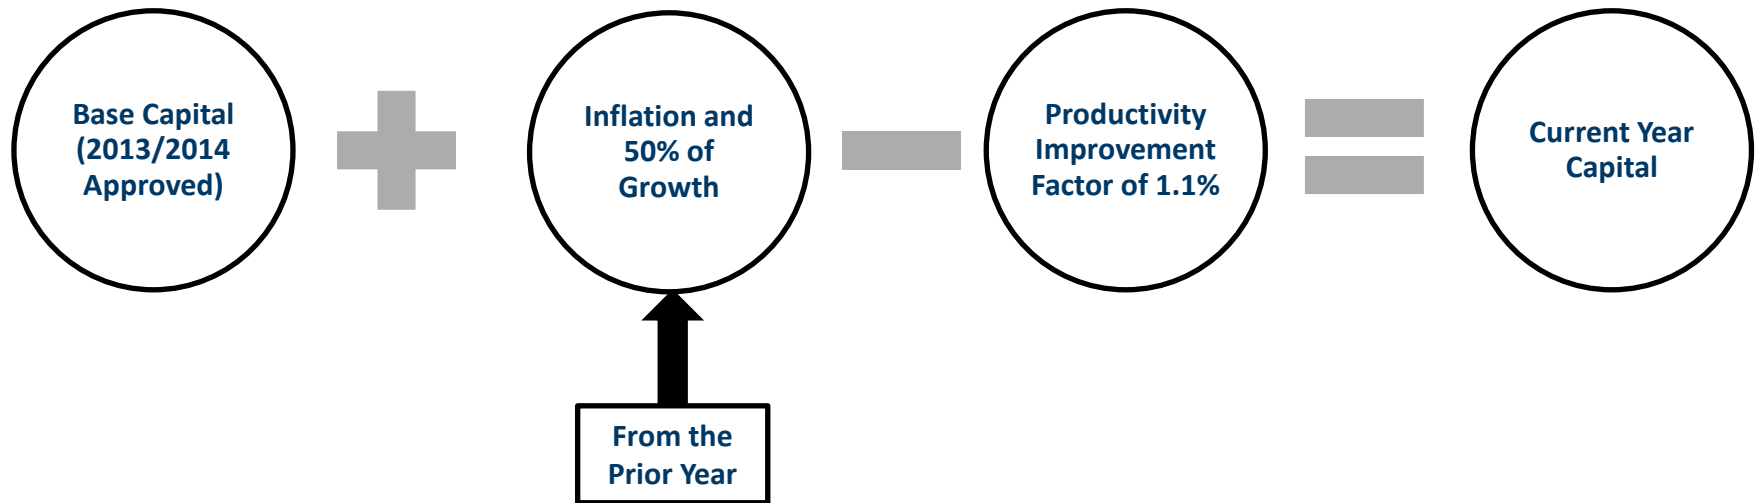 Base Capital
(2013/2014
Approved)
Inflation and
50% of
Growth
Productivity
Improvement
Factor of 1.1%
Current Year
Capital
From the
Prior Year